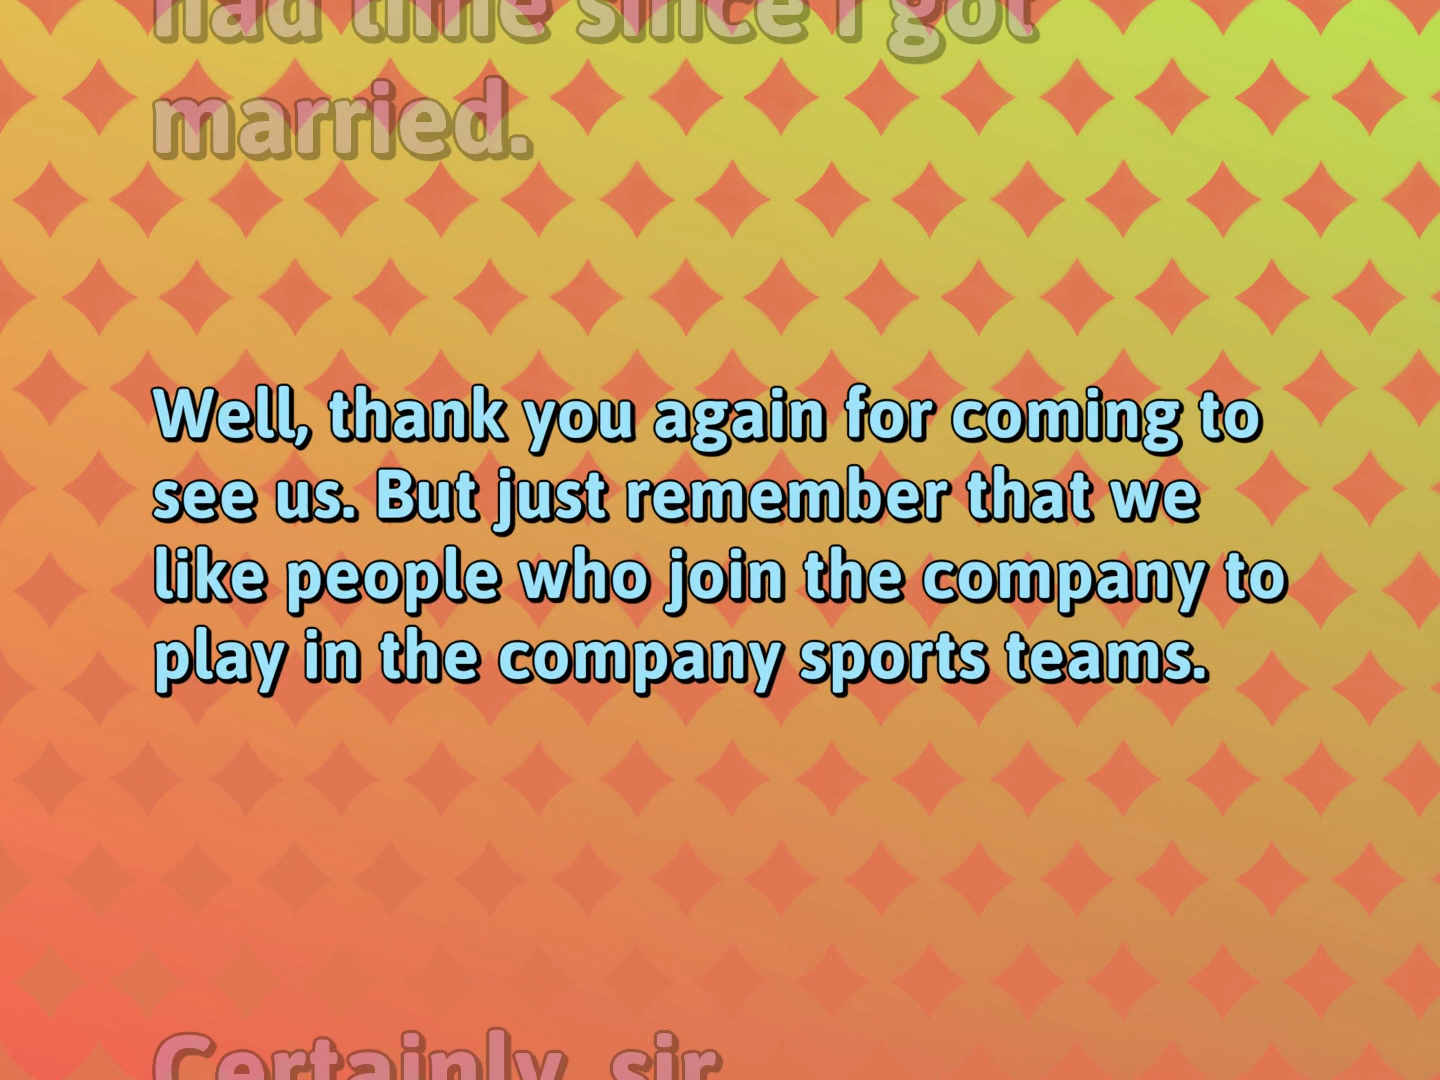 had time since I got
married.
Well, thank you again for coming to
see us. But just remember that we
like people who join the company to
play in the company sports teams.
Certainly, sir